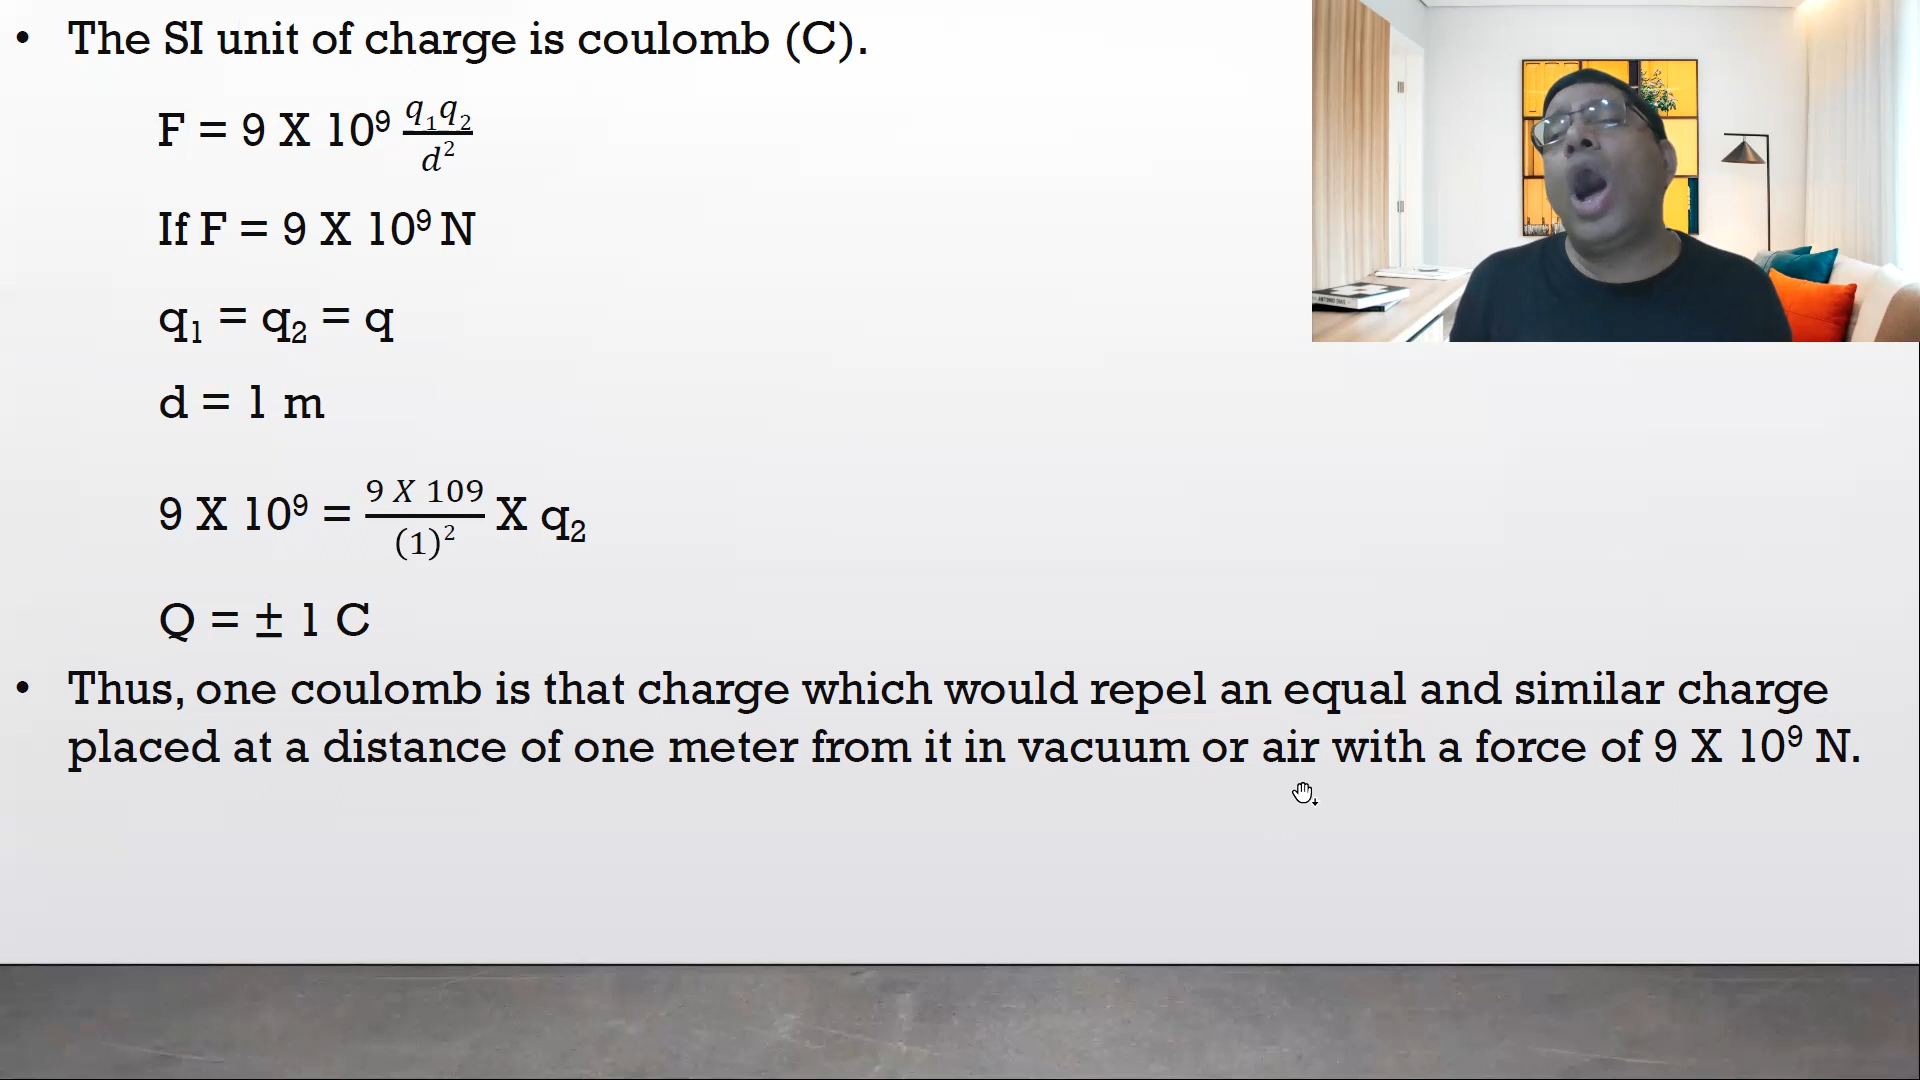 • The SI unit of charge is coulomb (C).
F = 9 X 10⁹ q₁q₂/d²
If F = 9 X 10⁹ N
q₁ = q₂ = q
d = 1 m
9 X 10⁹ = 9 X 109/(1)² X q₂
Q = ± 1 C
• Thus, one coulomb is that charge which would repel an equal and similar charge
placed at a distance of one meter from it in vacuum or air with a force of 9 X 10⁹ N.